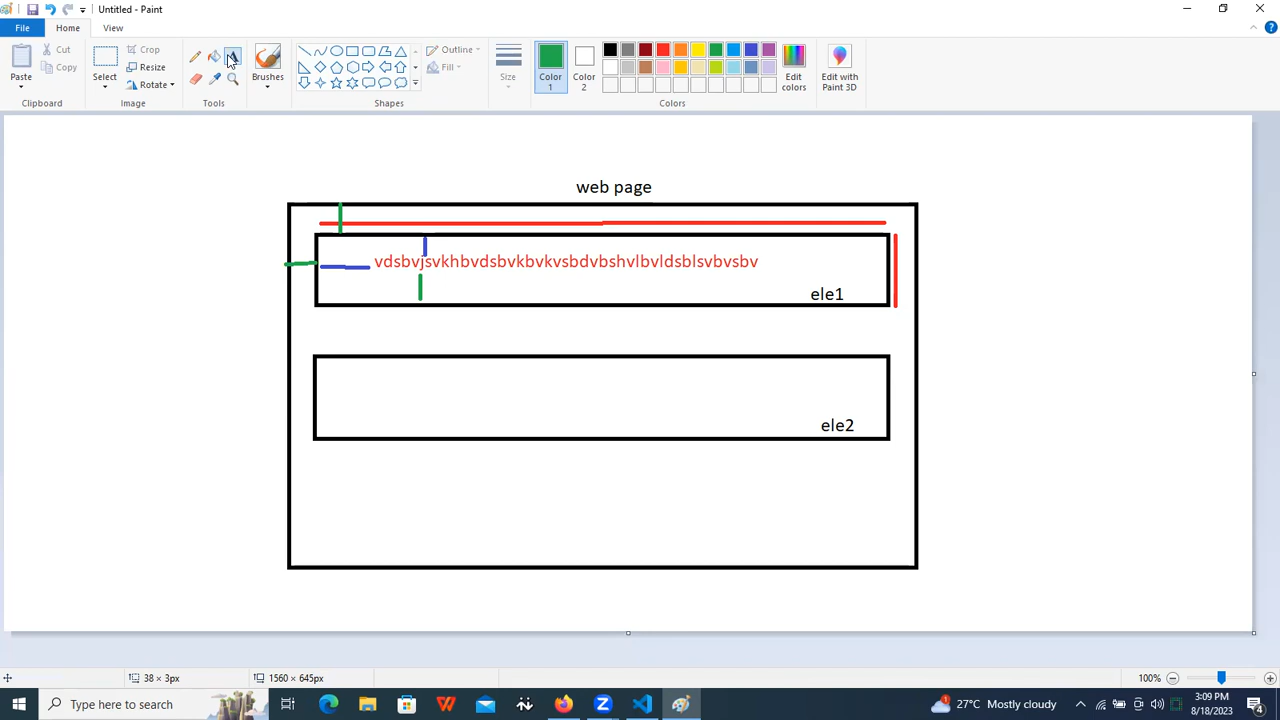 Untitled - Paint
File Home View
Paste
Cut
Copy
Clipboard
Select
Crop
Resize
Rotate
Image
Tools
Brushes
Outline
Fill
Shapes
Size
Color 1
Color 2
Edit colors
Colors
Edit with Paint 3D
web page
vdsbvjsvkhbvdsbvkbvkvsbdvbshvlbvldsblsvbvsbv
ele1
ele2
38 × 3px
1560 × 645px
100%
Type here to search
27°C Mostly cloudy
3:09 PM
8/18/2023
4